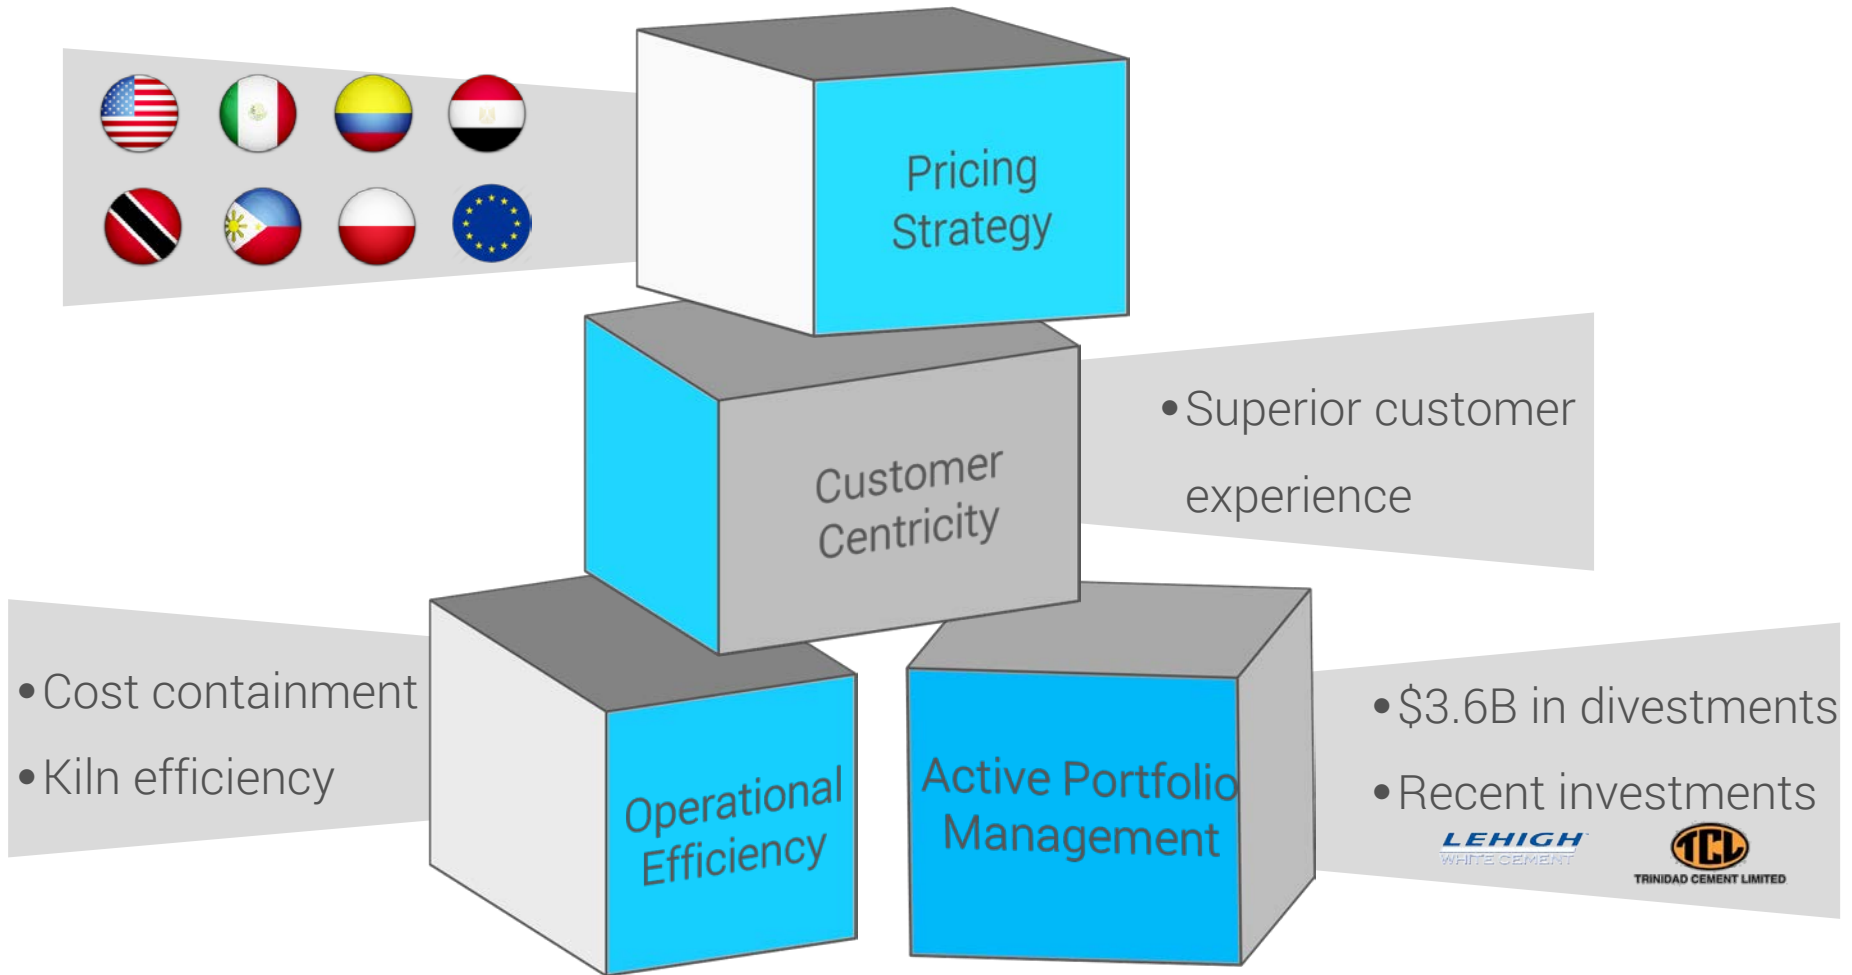 Pricing
Strategy
Customer
Centricity
• Superior customer
experience
• Cost containment
• Kiln efficiency
Operational
Efficiency
Active Portfolio
Management
• $3.6B in divestments
• Recent investments
LEHIGH
WHITE CEMENT
TCL
TRINIDAD CEMENT LIMITED